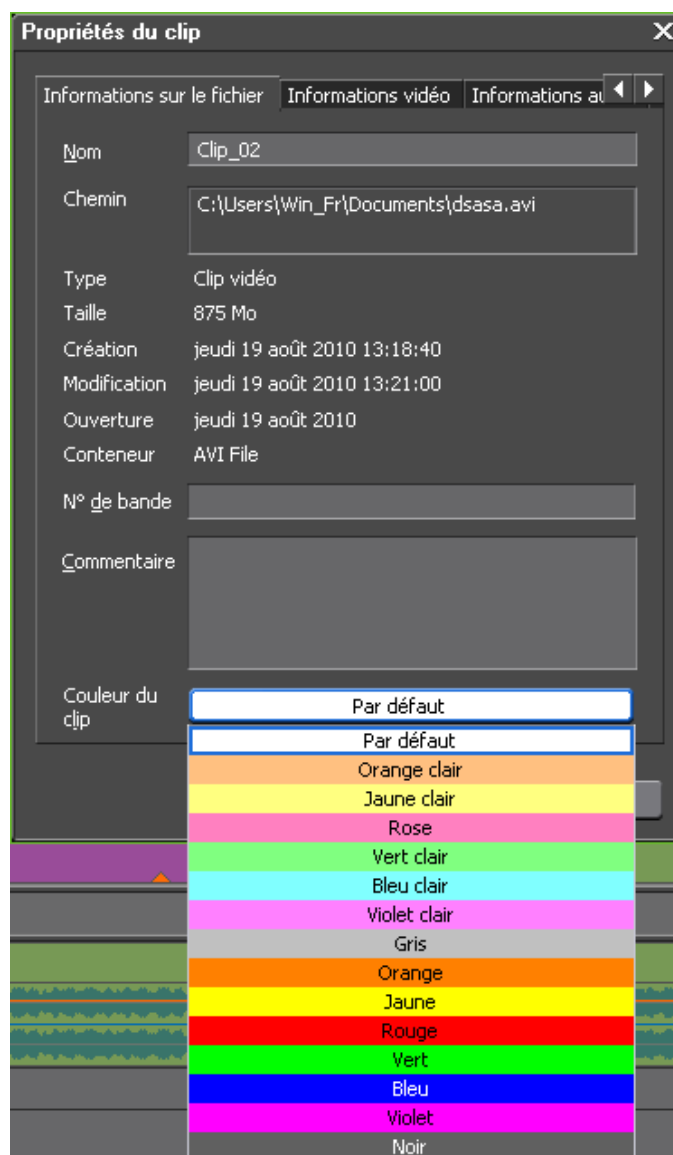 Propriétés du clip
Informations sur le fichier Informations vidéo Informations au
Nom Clip_02
Chemin C:\Users\Win_Fr\Documents\dsasa.avi
Type Clip vidéo
Taille 875 Mo
Création jeudi 19 août 2010 13:18:40
Modification jeudi 19 août 2010 13:21:00
Ouverture jeudi 19 août 2010
Conteneur AVI File
N° de bande
Commentaire
Couleur du clip Par défaut
Par défaut
Orange clair
Jaune clair
Rose
Vert clair
Bleu clair
Violet clair
Gris
Orange
Jaune
Rouge
Vert
Bleu
Violet
Noir